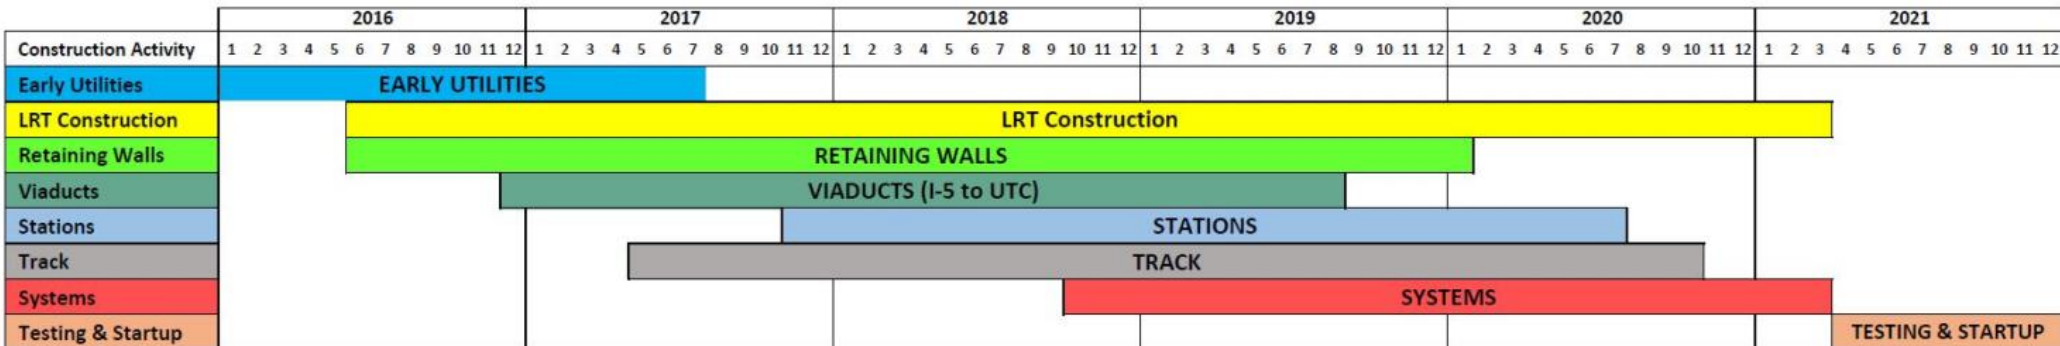 2016 2017 2018 2019 2020 2021
Construction Activity 1 2 3 4 5 6 7 8 9 10 11 12 1 2 3 4 5 6 7 8 9 10 11 12 1 2 3 4 5 6 7 8 9 10 11 12 1 2 3 4 5 6 7 8 9 10 11 12 1 2 3 4 5 6 7 8 9 10 11 12 1 2 3 4 5 6 7 8 9 10 11 12
Early Utilities EARLY UTILITIES
LRT Construction LRT Construction
Retaining Walls RETAINING WALLS
Viaducts VIADUCTS (I-5 to UTC)
Stations STATIONS
Track TRACK
Systems SYSTEMS
Testing & Startup TESTING & STARTUP